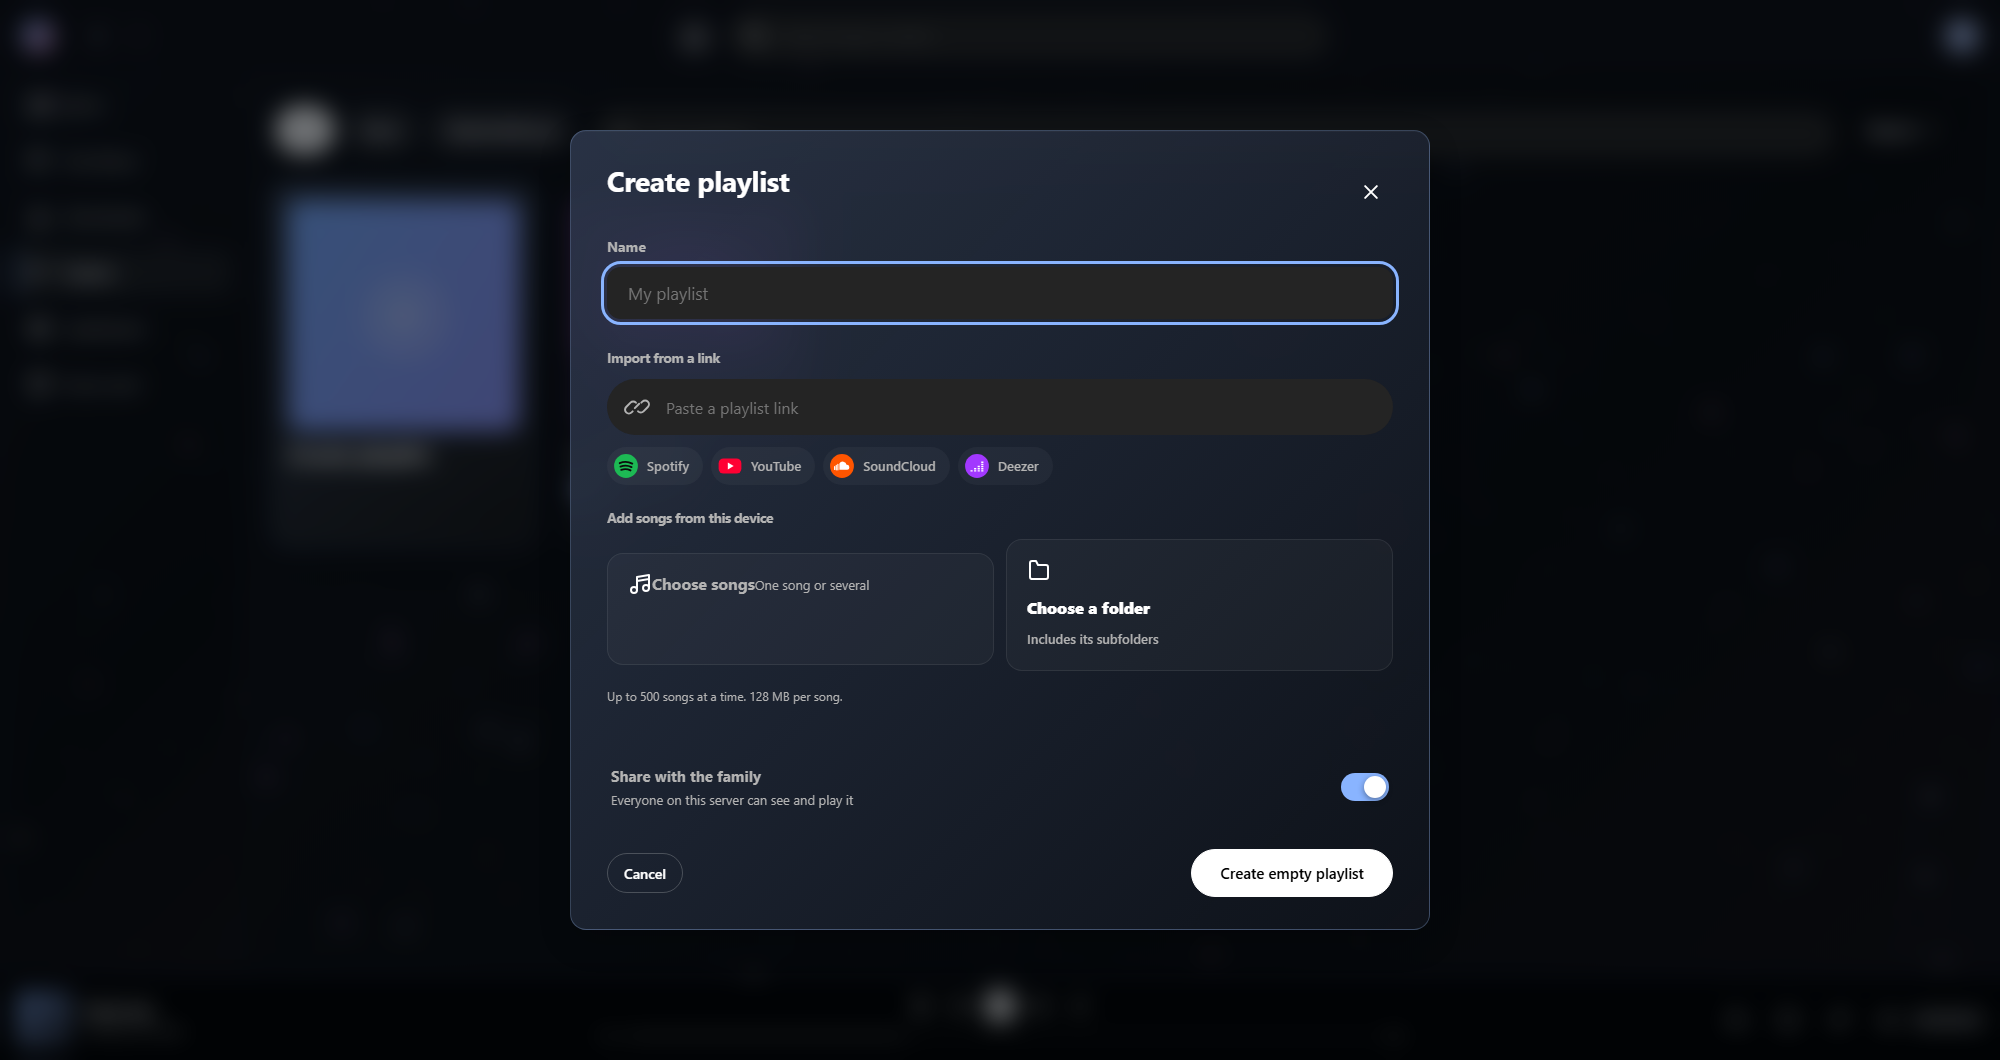 Create playlist
Name
My playlist
Import from a link
Paste a playlist link
Spotify YouTube SoundCloud Deezer
Add songs from this device
Choose songsOne song or several
Choose a folder
Includes its subfolders
Up to 500 songs at a time. 128 MB per song.
Share with the family
Everyone on this server can see and play it
Cancel
Create empty playlist